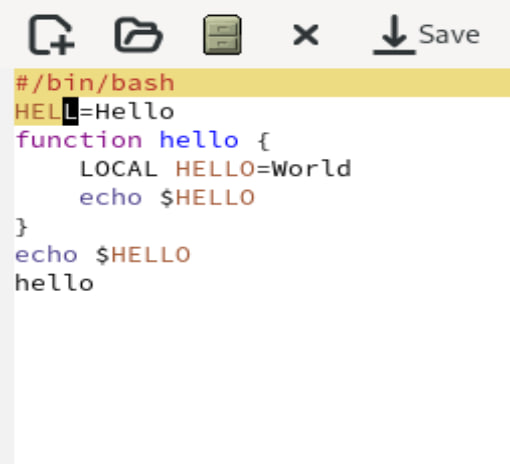 Save
#/bin/bash
HELL=Hello
function hello {
    LOCAL HELLO=World
    echo $HELLO
}
echo $HELLO
hello